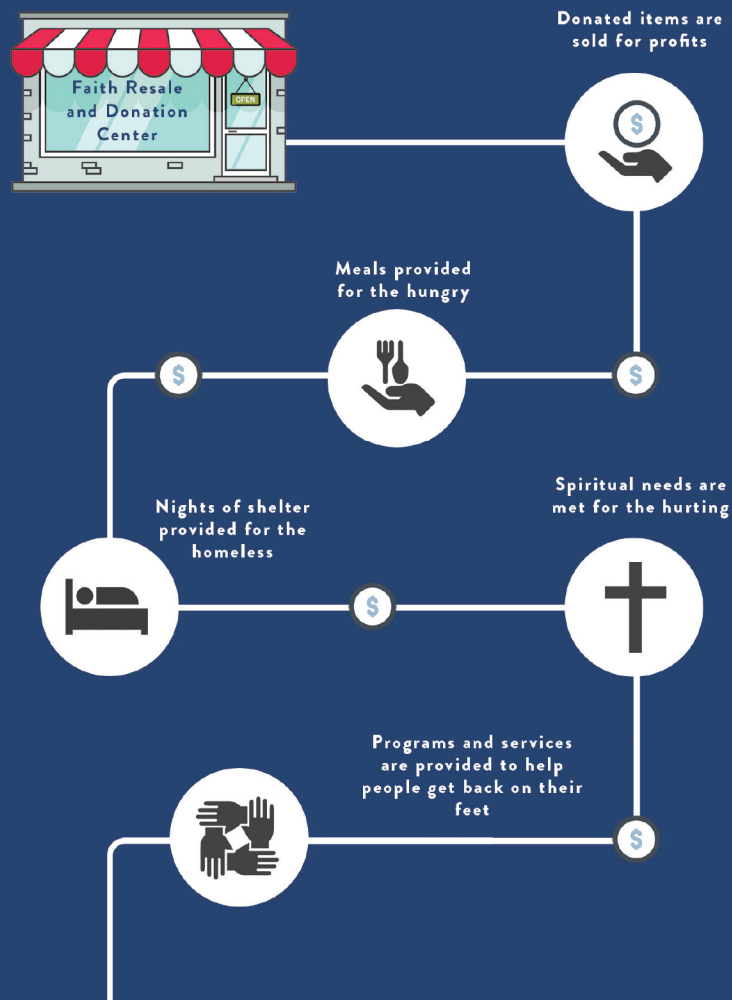 Donated items are
sold for profits
Faith Resale
and Donation
Center
OPEN
$
Meals provided
for the hungry
$
$
Nights of shelter
provided for the
homeless
Spiritual needs are
met for the hurting
$
Programs and services
are provided to help
people get back on their
feet
$